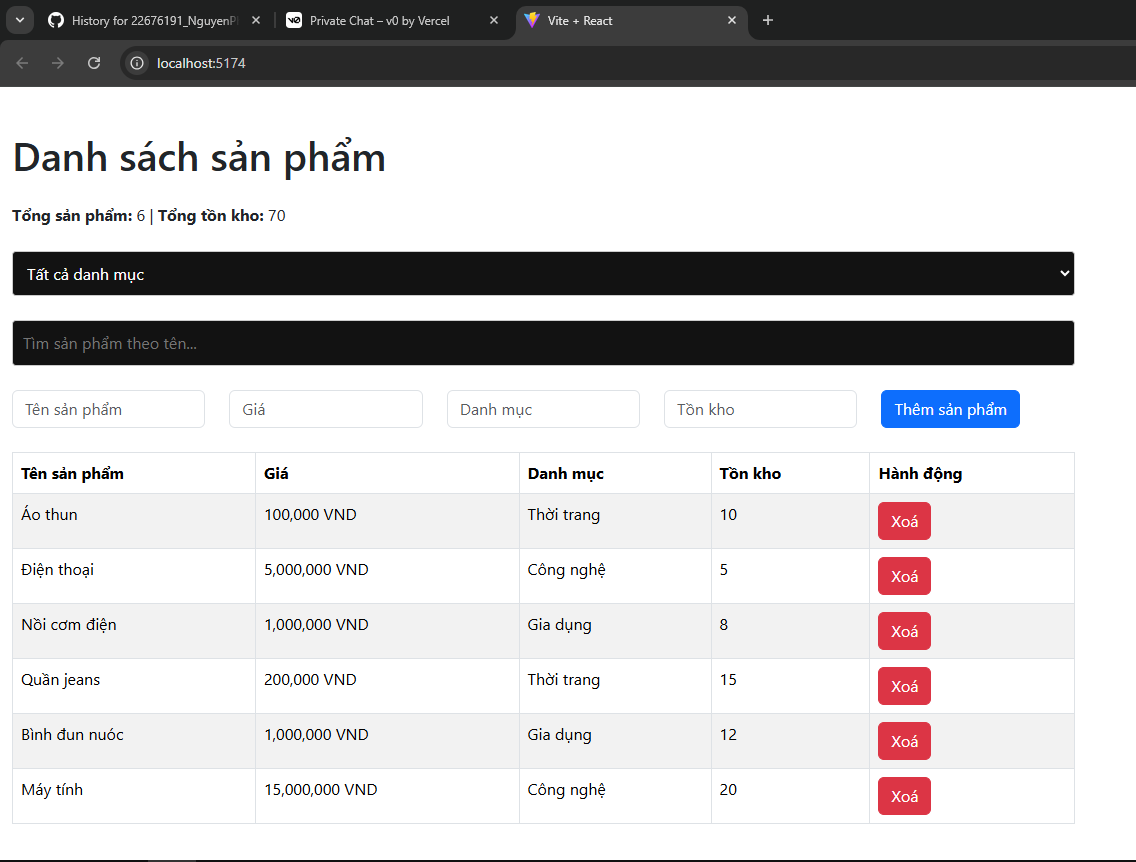 History for 22676191_NguyenP
Private Chat – v0 by Vercel
Vite + React
localhost:5174
Danh sách sản phẩm
Tổng sản phẩm: 6 | Tổng tồn kho: 70
Tất cả danh mục
Tìm sản phẩm theo tên...
Tên sản phẩm Giá Danh mục Tồn kho Thêm sản phẩm
Tên sản phẩm Giá Danh mục Tồn kho Hành động
Áo thun 100,000 VND Thời trang 10 Xoá
Điện thoại 5,000,000 VND Công nghệ 5 Xoá
Nồi cơm điện 1,000,000 VND Gia dụng 8 Xoá
Quần jeans 200,000 VND Thời trang 15 Xoá
Bình đun nuóc 1,000,000 VND Gia dụng 12 Xoá
Máy tính 15,000,000 VND Công nghệ 20 Xoá